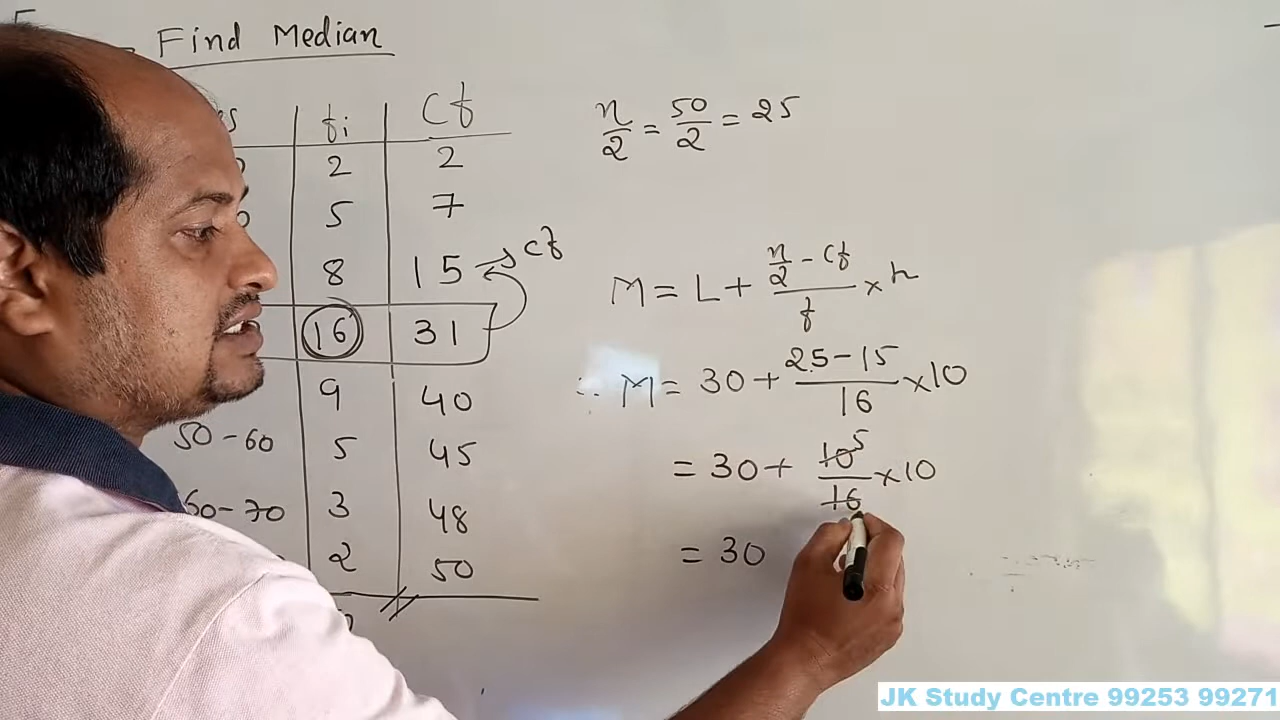 Find Median
fi Cf
2 2
5 7
8 15 → cf
16 31
9 40
50-60 5 45
60-70 3 48
2 50
n/2 = 50/2 = 25
M = L + (n/2 - cf)/f × h
∴ M = 30 + (25-15)/16 × 10
= 30 + 10 5/16 × 10
= 30
JK Study Centre 99253 99271